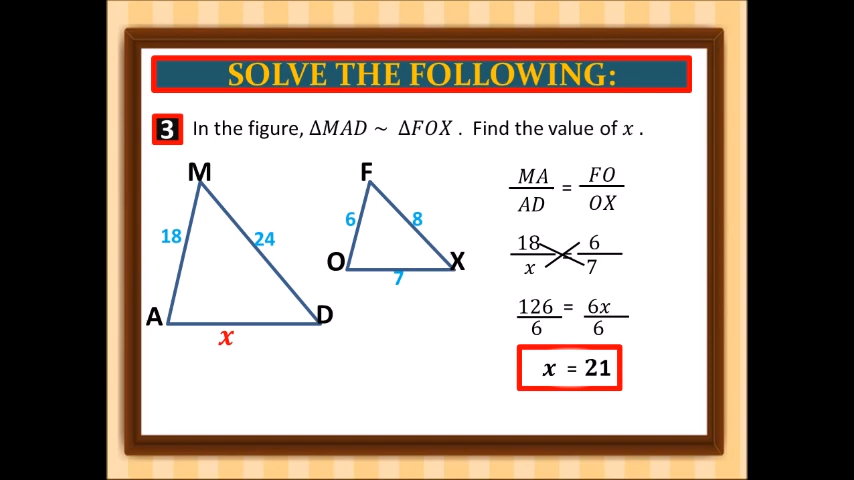 SOLVE THE FOLLOWING:
3 In the figure, ΔMAD ~ ΔFOX . Find the value of x .
M
18
24
A
D
x
F
6
8
O
X
7
MA/AD = FO/OX
18/x = 6/7
126/6 = 6x/6
x = 21